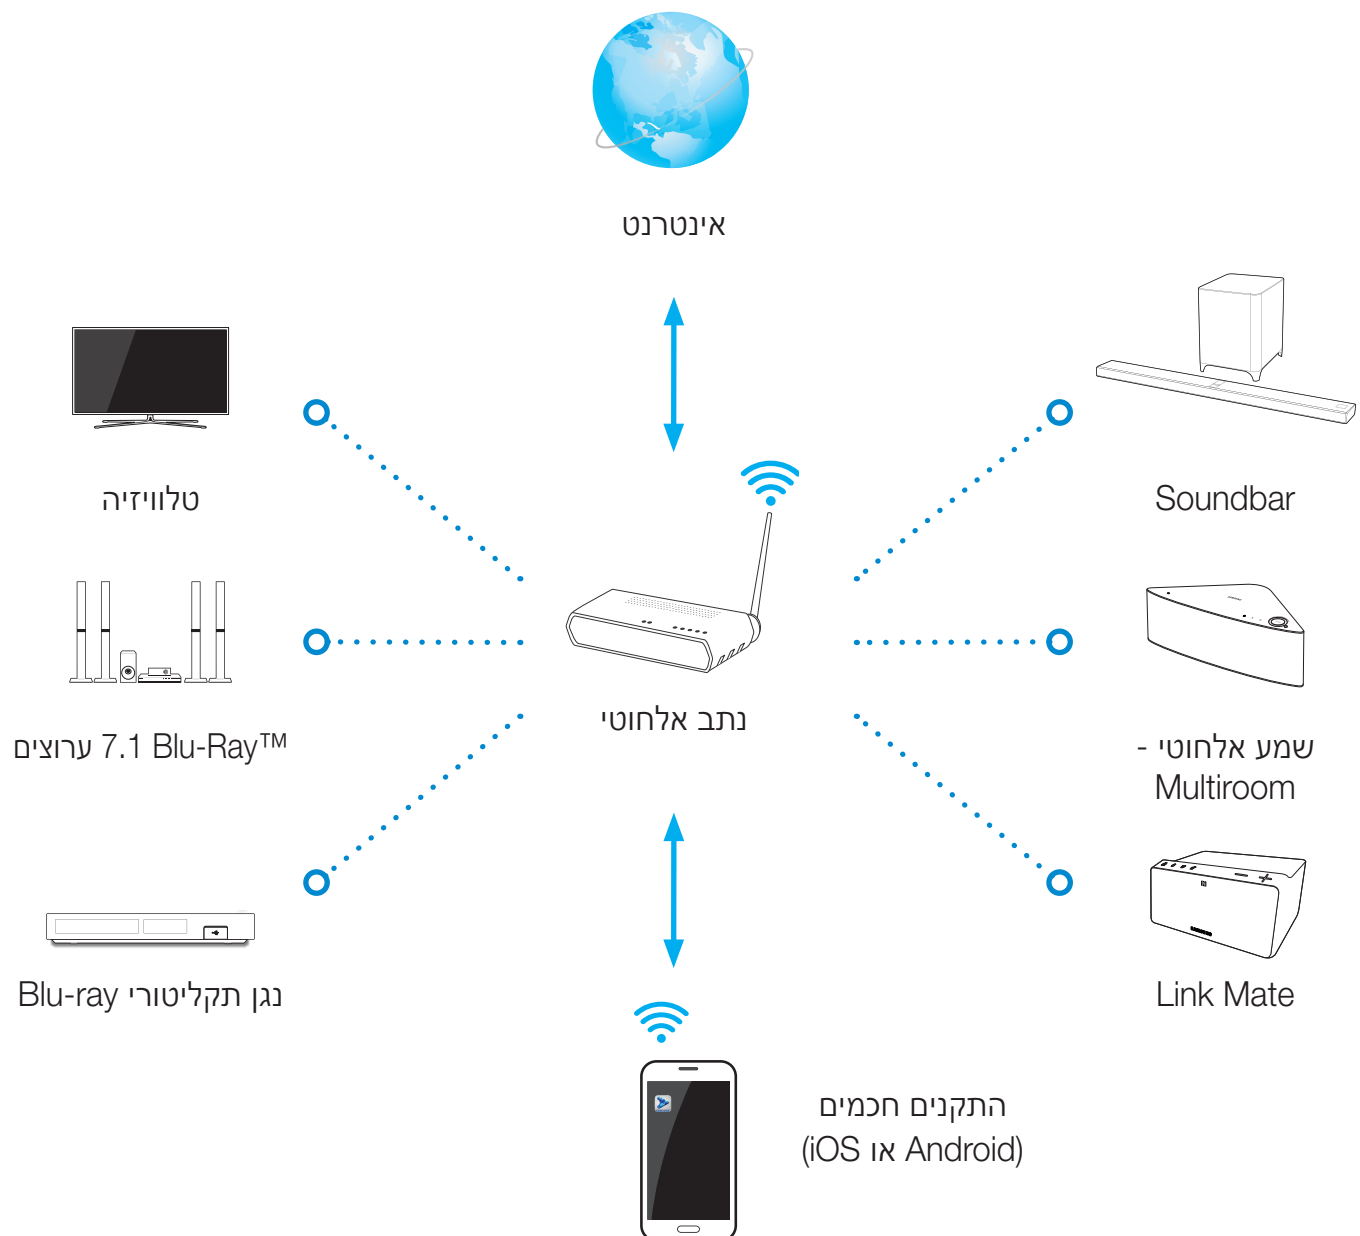 אינטרנט
טלוויזיה
Soundbar
נתב אלחוטי
7.1 Blu-Ray™ ערוצים
שמע אלחוטי -
Multiroom
נגן תקליטורי Blu-ray
Link Mate
התקנים חכמים
(Android או iOS)
SAMSUNG